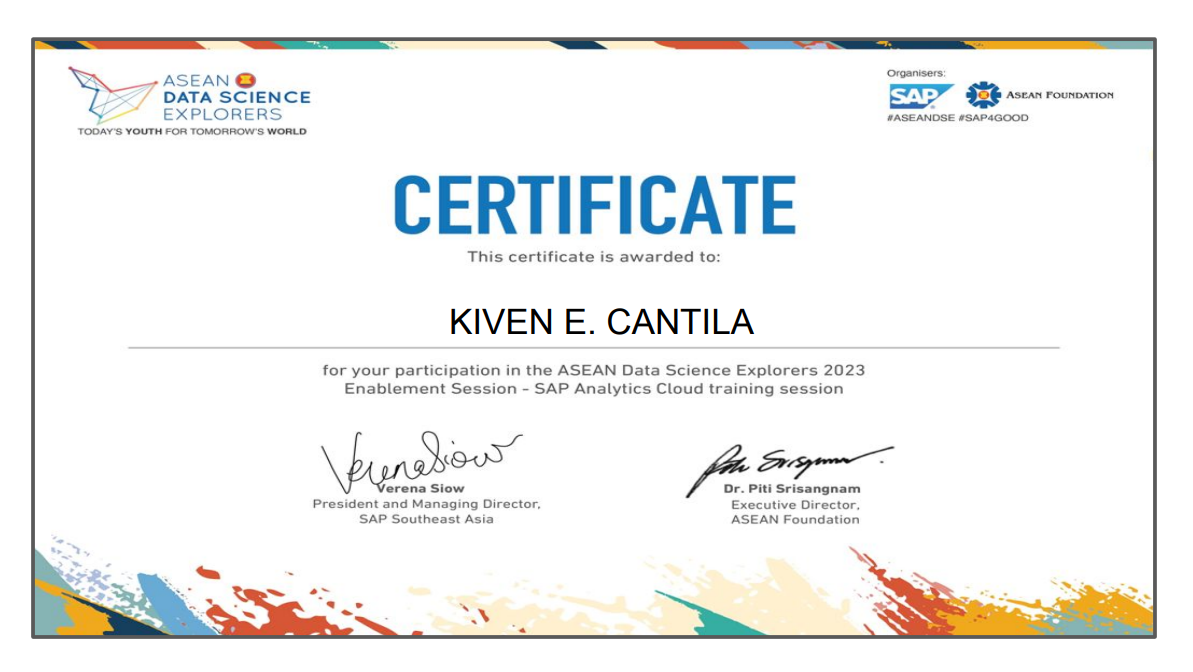 ASEAN
DATA SCIENCE
EXPLORERS
TODAY'S YOUTH FOR TOMORROW'S WORLD
Organisers:
SAP ASEAN FOUNDATION
#ASEANDSE #SAP4GOOD
CERTIFICATE
This certificate is awarded to:
KIVEN E. CANTILA
for your participation in the ASEAN Data Science Explorers 2023
Enablement Session - SAP Analytics Cloud training session
Verena Siow
Verena Siow
President and Managing Director,
SAP Southeast Asia
Dr. Piti Srisangnam
Executive Director,
ASEAN Foundation